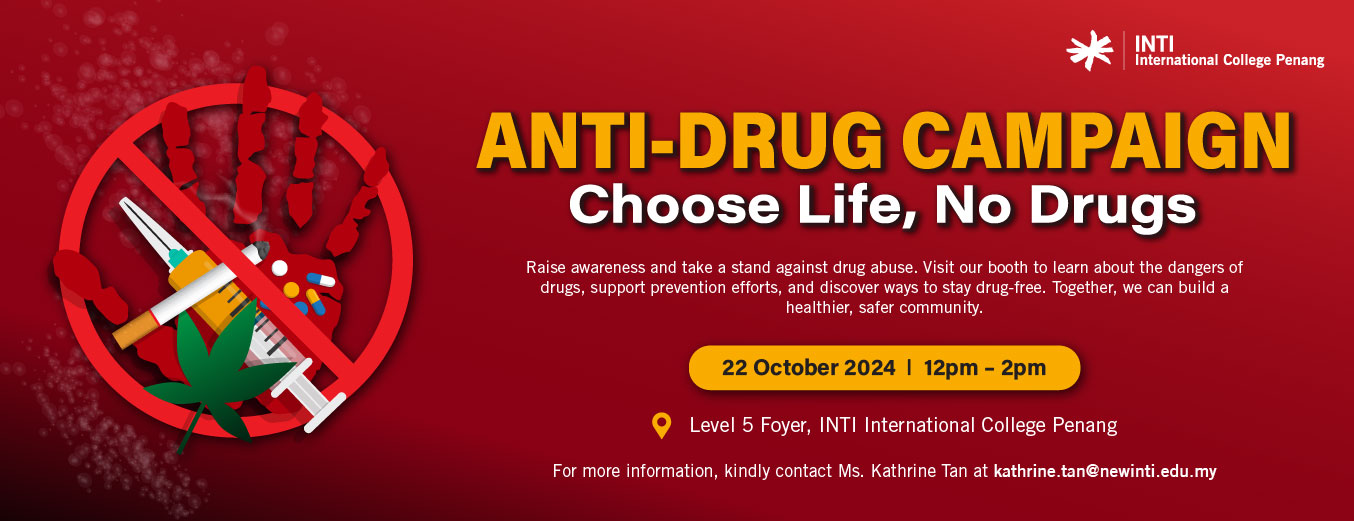 INTI
International College Penang
ANTI-DRUG CAMPAIGN
Choose Life, No Drugs
Raise awareness and take a stand against drug abuse. Visit our booth to learn about the dangers of
drugs, support prevention efforts, and discover ways to stay drug-free. Together, we can build a
healthier, safer community.
22 October 2024 | 12pm – 2pm
Level 5 Foyer, INTI International College Penang
For more information, kindly contact Ms. Kathrine Tan at kathrine.tan@newinti.edu.my